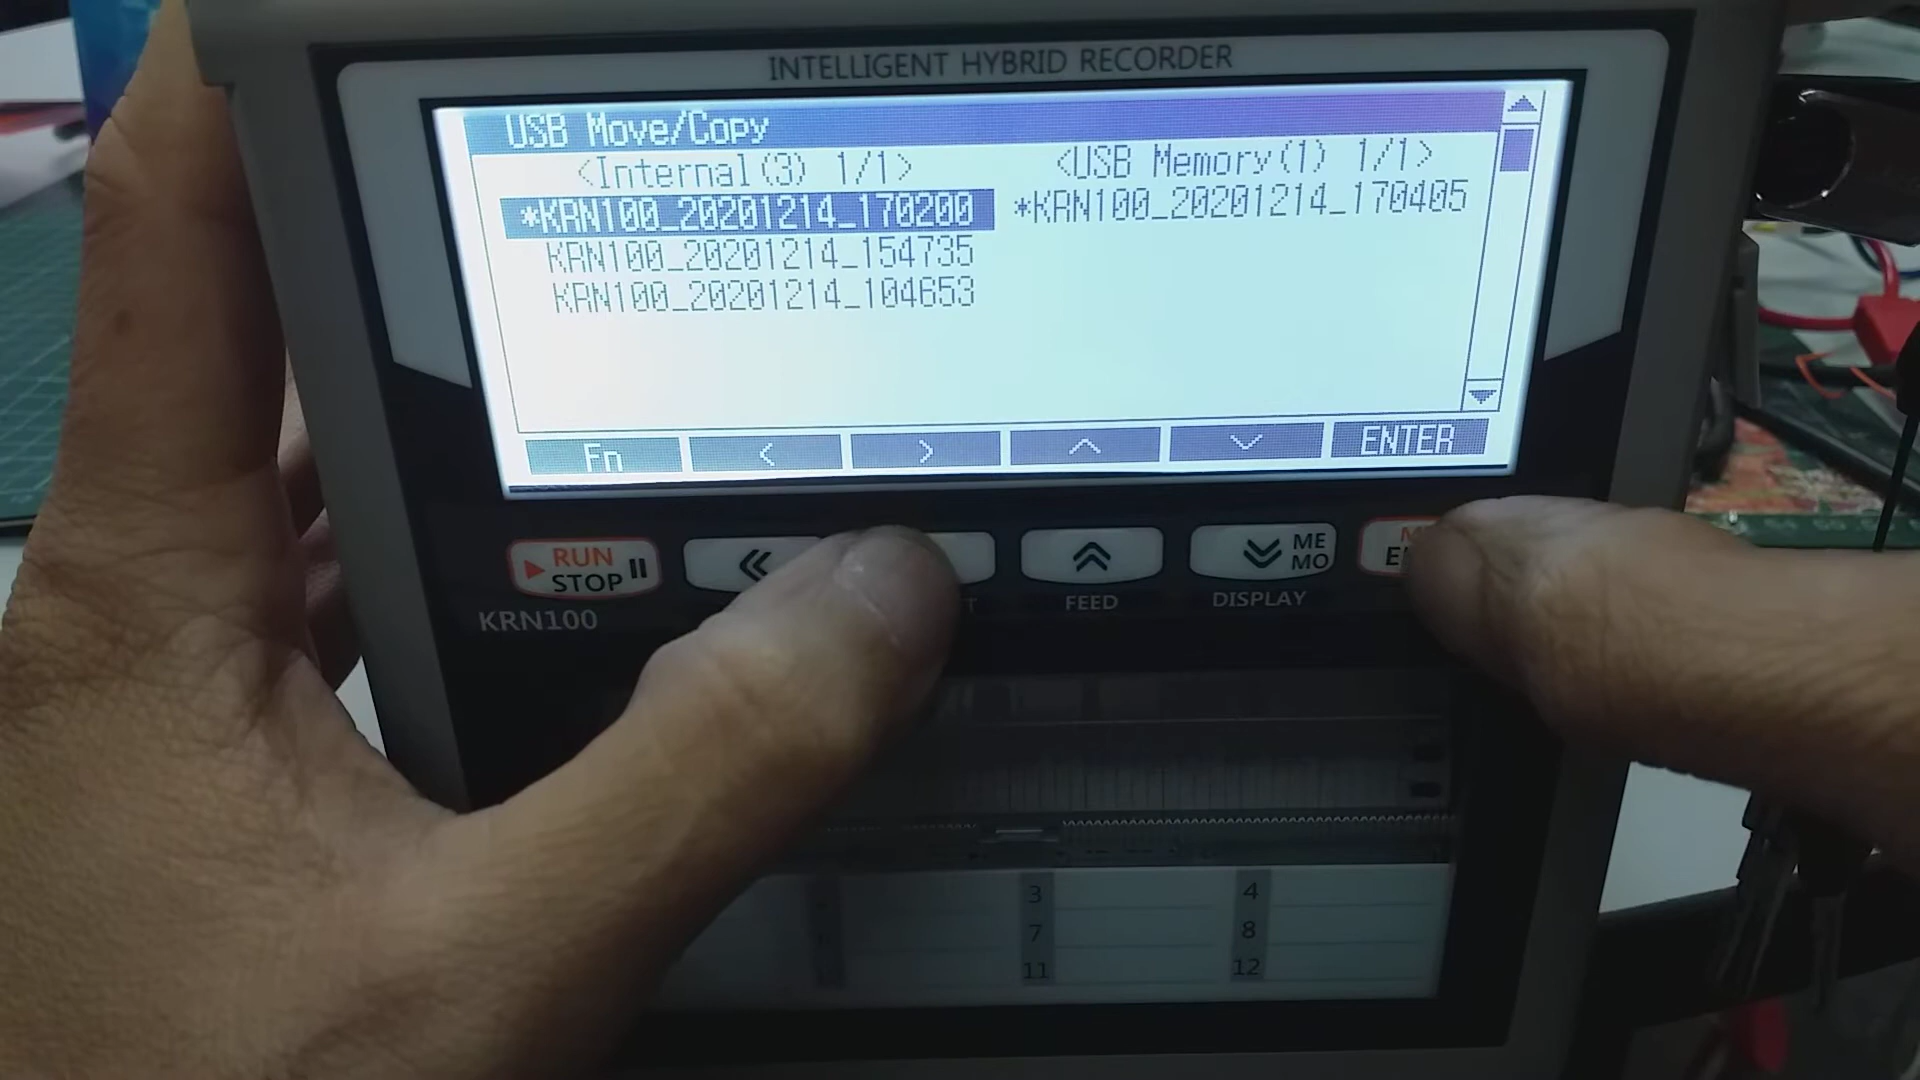 INTELLIGENT HYBRID RECORDER
USB Move/Copy
<Internal(3) 1/1> <USB Memory(1) 1/1>
*KRN100_20201214_170200 *KRN100_20201214_170405
KRN100_20201214_154735
KRN100_20201214_104653
Fn < > ^ v ENTER
RUN
STOP
ME
MO
FEED
DISPLAY
KRN100
3 4
7 8
11 12